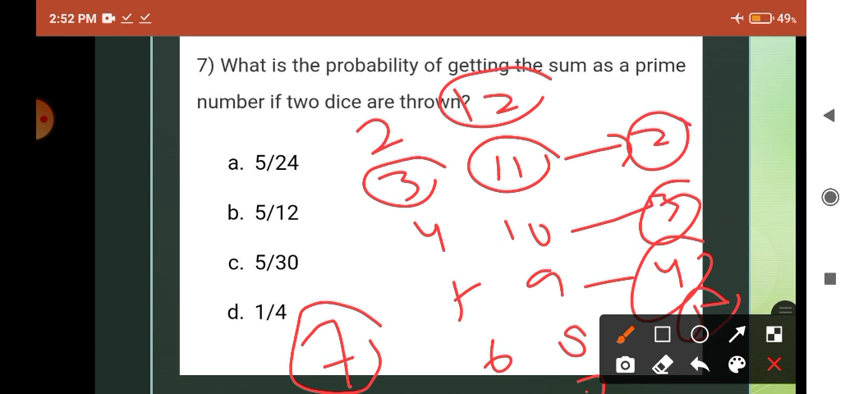 2:52 PM 49%
7) What is the probability of getting the sum as a prime
number if two dice are thrown?
12
2
3 11 2
a. 5/24
b. 5/12
4 10 3
c. 5/30
9 4
d. 1/4
7 6